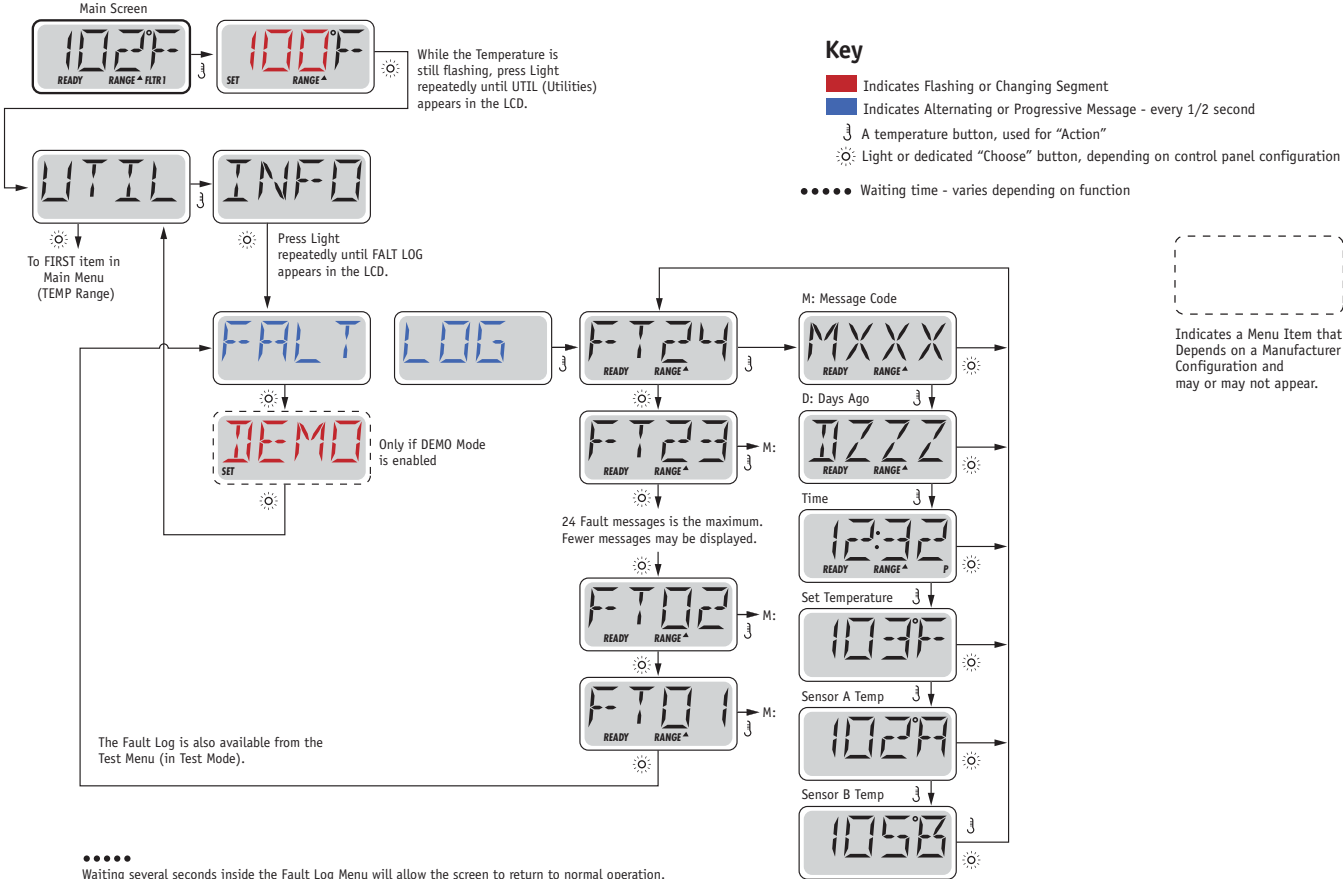 Main Screen
102°F
READY RANGE FLTR1
100°F
SET RANGE
While the Temperature is
still flashing, press Light
repeatedly until UTIL (Utilities)
appears in the LCD.
Key
Indicates Flashing or Changing Segment
Indicates Alternating or Progressive Message - every 1/2 second
A temperature button, used for “Action”
Light or dedicated “Choose” button, depending on control panel configuration
Waiting time - varies depending on function
Indicates a Menu Item that
Depends on a Manufacturer
Configuration and
may or may not appear.
UTIL
INFO
To FIRST item in
Main Menu
(TEMP Range)
Press Light
repeatedly until FALT LOG
appears in the LCD.
FALT
LOG
DEMO
SET
Only if DEMO Mode
is enabled
FT24
READY RANGE
FT23
READY RANGE
M:
24 Fault messages is the maximum.
Fewer messages may be displayed.
FT02
READY RANGE
M:
FT01
READY RANGE
M:
M: Message Code
MXXX
READY RANGE
D: Days Ago
DZZZ
READY RANGE
Time
12:32
READY RANGE P
Set Temperature
103°F
Sensor A Temp
102°A
Sensor B Temp
105°B
The Fault Log is also available from the
Test Menu (in Test Mode).
Waiting several seconds inside the Fault Log Menu will allow the screen to return to normal operation.